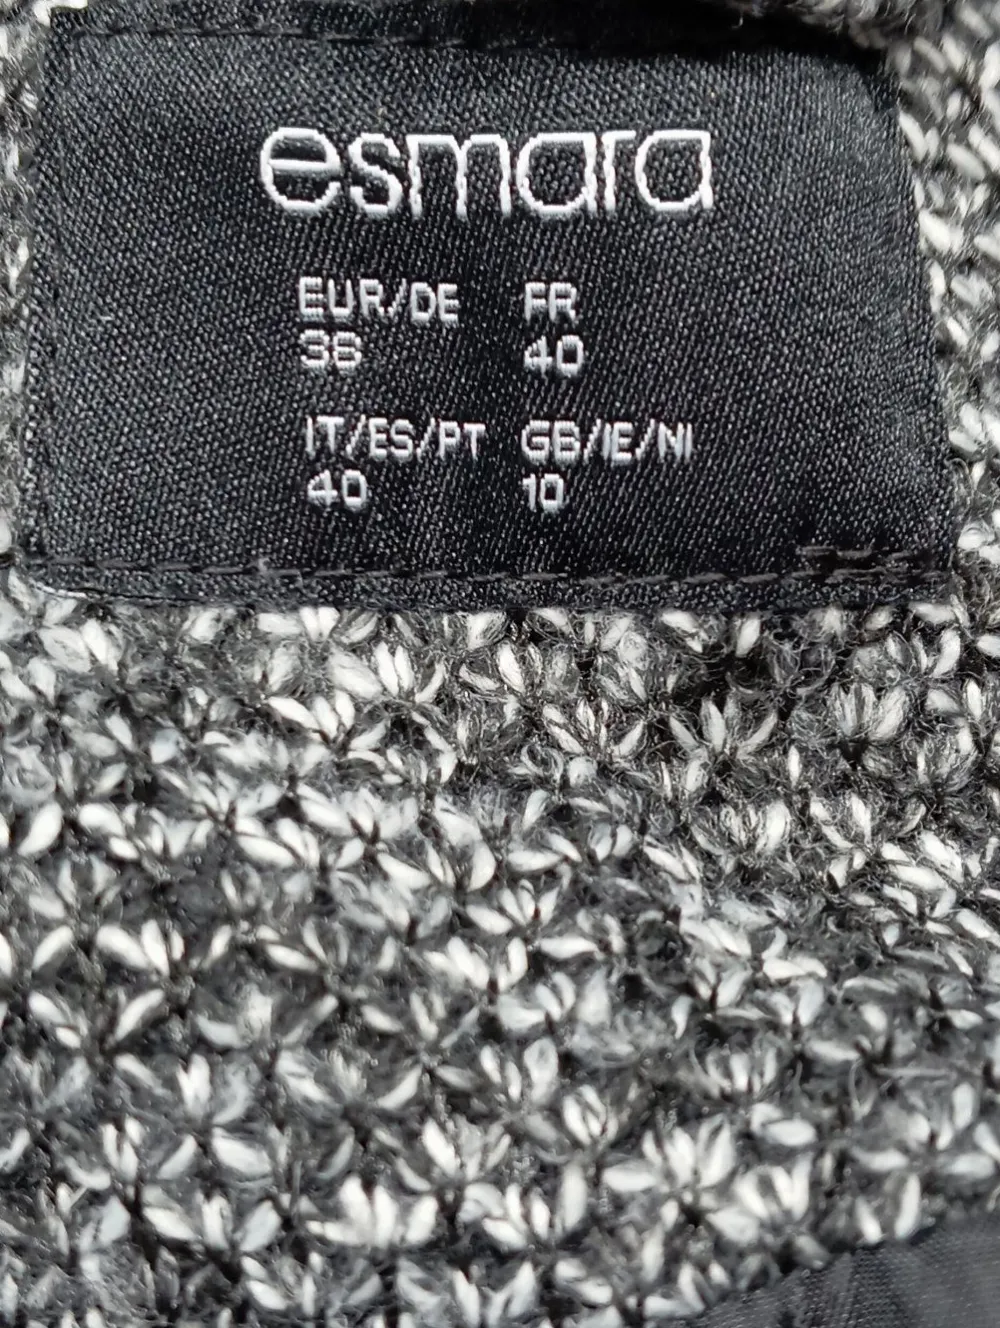 esmara
EUR/DE FR
38 40
IT/ES/PT GB/IE/NI
40 10